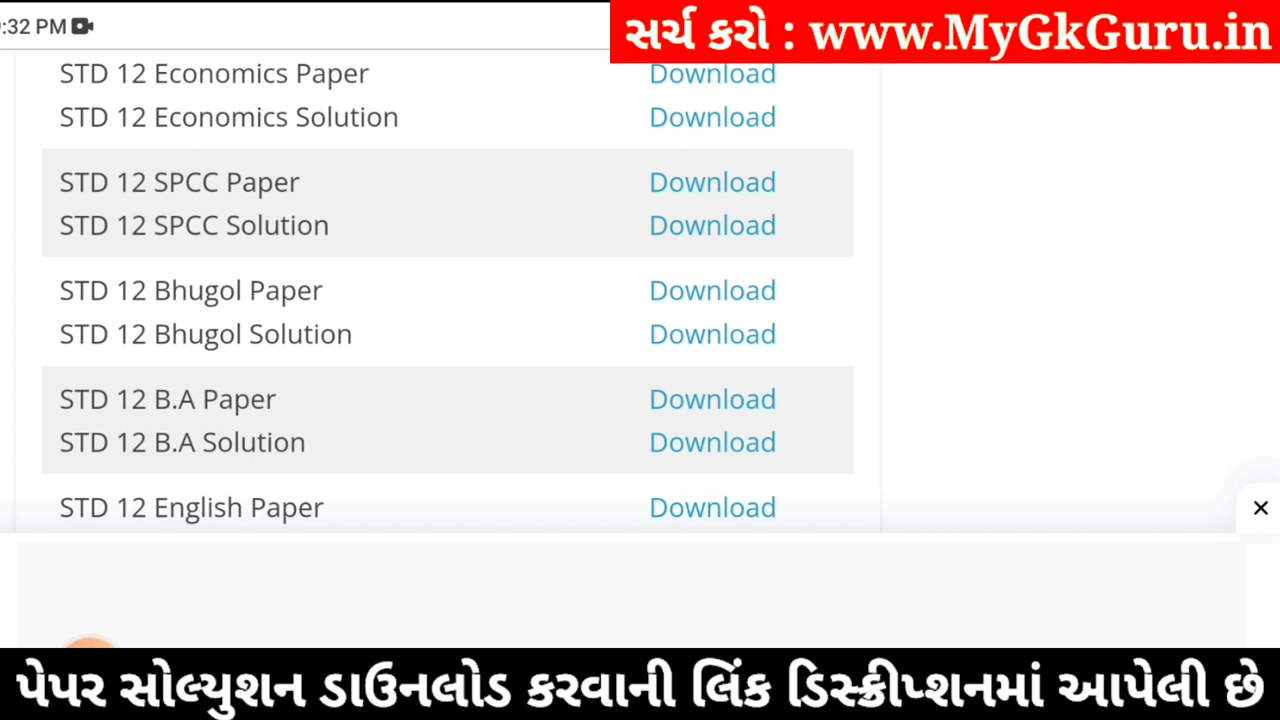 :32 PM
સર્ચ કરો : www.MyGkGuru.in
STD 12 Economics Paper Download
STD 12 Economics Solution Download
STD 12 SPCC Paper Download
STD 12 SPCC Solution Download
STD 12 Bhugol Paper Download
STD 12 Bhugol Solution Download
STD 12 B.A Paper Download
STD 12 B.A Solution Download
STD 12 English Paper Download
પેપર સોલ્યુશન ડાઉનલોડ કરવાની લિંક ડિસ્ક્રીપ્શનમાં આપેલી છે